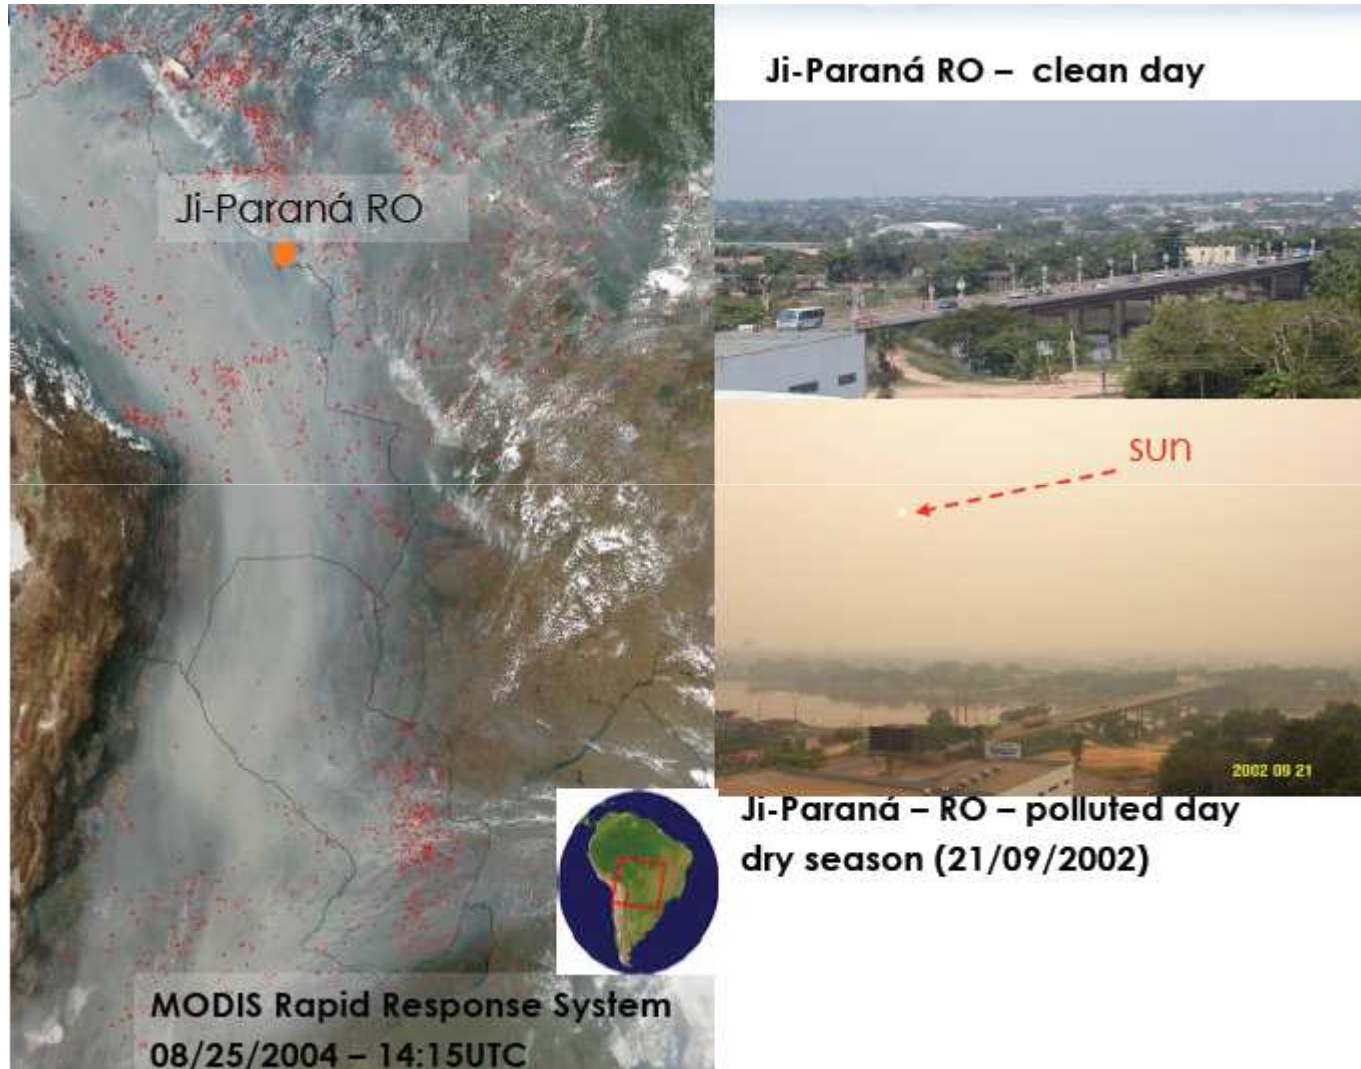 Ji-Paraná RO
MODIS Rapid Response System
08/25/2004 – 14:15UTC
Ji-Paraná RO – clean day
sun
2002 09 21
Ji-Paraná – RO – polluted day
dry season (21/09/2002)